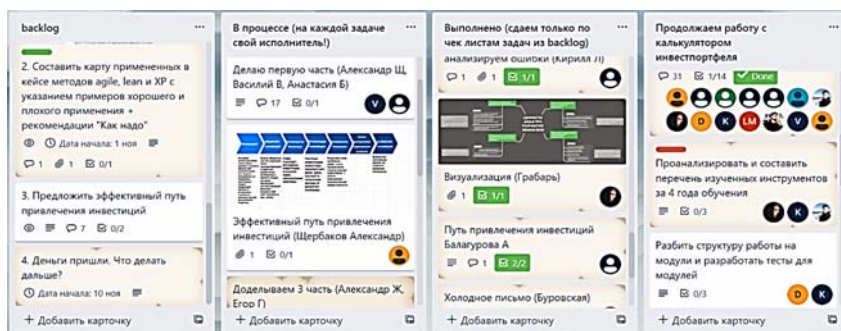 backlog
2. Составить карту примененных в
кейсе методов agile, lean и XP с
указанием примеров хорошего и
плохого применения +
рекомендации "Как надо"
Дата начала: 1 ноя
1 1 0/1
3. Предложить эффективный путь
привлечения инвестиций
7 0/2
4. Деньги пришли. Что делать
дальше?
Дата начала: 10 ноя
+ Добавить карточку
В процессе (на каждой задаче
свой исполнитель!)
Делаю первую часть (Александр Щ,
Василий В, Анастасия Б)
17 0/1
V
Эффективный путь привлечения
инвестиций (Щербаков Александр)
1 0/1
Доделываем 3 часть (Александр Ж,
Егор Г)
+ Добавить карточку
Выполнено (сдаем только по
чек листам задач из backlog)
анализируем ошибки (Кирилл Л)
1 1 1/1
Визуализация (Грабарь)
1 1/1
Путь привлечения инвестиций
Балагурова А
1 2/2
Холодное письмо (Буровская)
+ Добавить карточку
Продолжаем работу с
калькулятором
инвестпортфеля
31 1/14 Done
D K LM V
Проанализировать и составить
перечень изученных инструментов
за 4 года обучения
0/3 K
Разбить структуру работы на
модули и разработать тесты для
модулей
0/3 D K
+ Добавить карточку